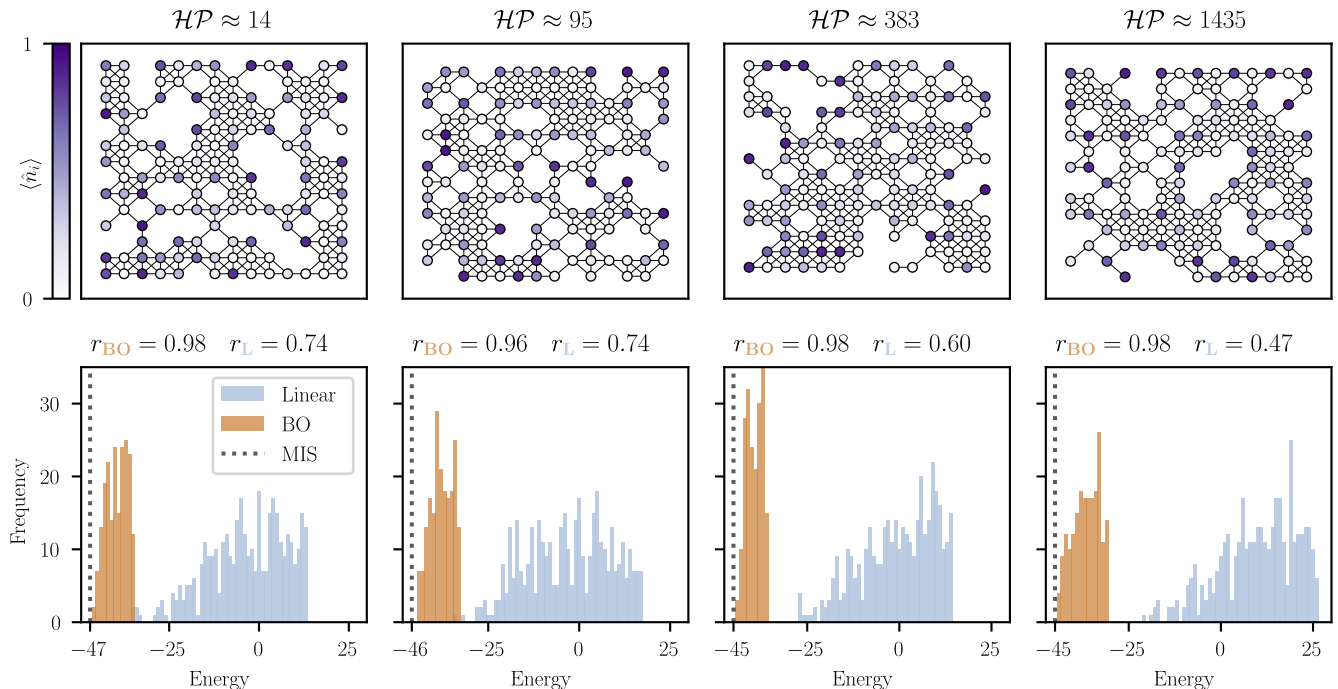 𝓗𝓟 ≈ 14
𝓗𝓟 ≈ 95
𝓗𝓟 ≈ 383
𝓗𝓟 ≈ 1435
1
⟨n̂ᵢ⟩
0
r_BO = 0.98 r_L = 0.74
r_BO = 0.96 r_L = 0.74
r_BO = 0.98 r_L = 0.60
r_BO = 0.98 r_L = 0.47
Linear
BO
MIS
Frequency
30
20
10
0
−47 −25 0 25
−46 −25 0 25
−45 −25 0 25
−45 −25 0 25
Energy
Energy
Energy
Energy